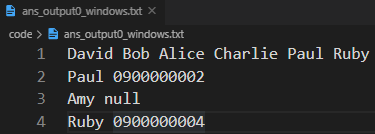 ans_output0_windows.txt ×
code > ans_output0_windows.txt
1 David Bob Alice Charlie Paul Ruby
2 Paul 0900000002
3 Amy null
4 Ruby 0900000004